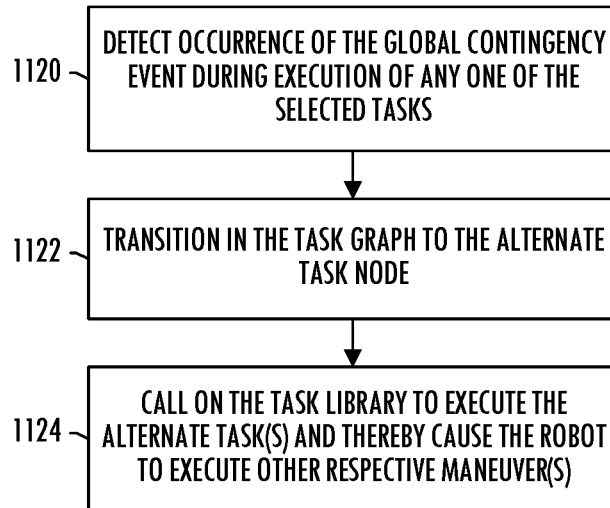 1120
DETECT OCCURRENCE OF THE GLOBAL CONTINGENCY
EVENT DURING EXECUTION OF ANY ONE OF THE
SELECTED TASKS
1122
TRANSITION IN THE TASK GRAPH TO THE ALTERNATE
TASK NODE
1124
CALL ON THE TASK LIBRARY TO EXECUTE THE
ALTERNATE TASK(S) AND THEREBY CAUSE THE ROBOT
TO EXECUTE OTHER RESPECTIVE MANEUVER(S)